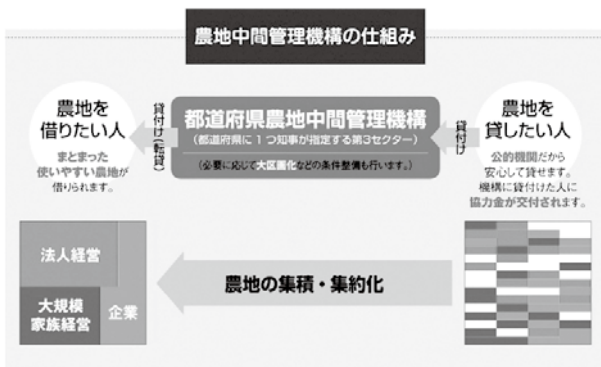 農地中間管理機構の仕組み
農地を
借りたい人
まとまった
使いやすい農地が
借りられます。
貸付け(転貸)
都道府県農地中間管理機構
(都道府県に1つ知事が指定する第3セクター)
(必要に応じて大区画化などの条件整備も行います。)
貸付け
農地を
貸したい人
公的機関だから
安心して貸せます。
機構に貸付けた人に
協力金が交付されます。
法人経営
大規模
家族経営
企業
農地の集積・集約化